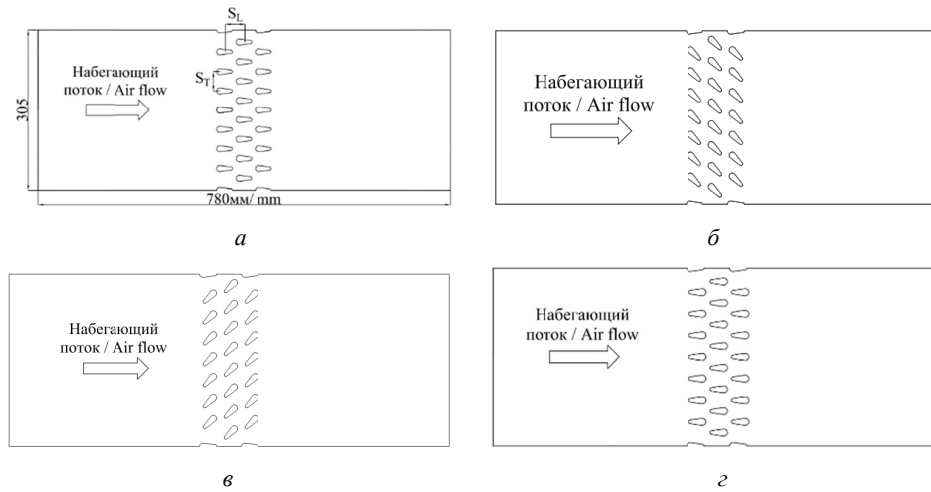 S_L
S_T
305
Набегающий
поток / Air flow
780мм/ mm
а
Набегающий
поток / Air flow
б
Набегающий
поток / Air flow
в
Набегающий
поток / Air flow
г